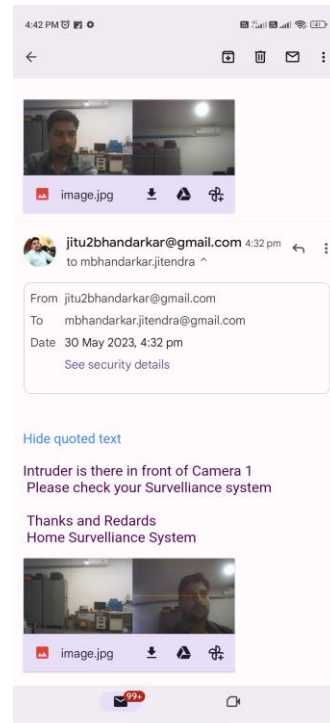 4:42 PM
41
image.jpg
jitu2bhandarkar@gmail.com 4:32 pm
to mbhandarkar.jitendra
From jitu2bhandarkar@gmail.com
To mbhandarkar.jitendra@gmail.com
Date 30 May 2023, 4:32 pm
See security details
Hide quoted text
Intruder is there in front of Camera 1
Please check your Survelliance system
Thanks and Redards
Home Survelliance System
image.jpg
99+